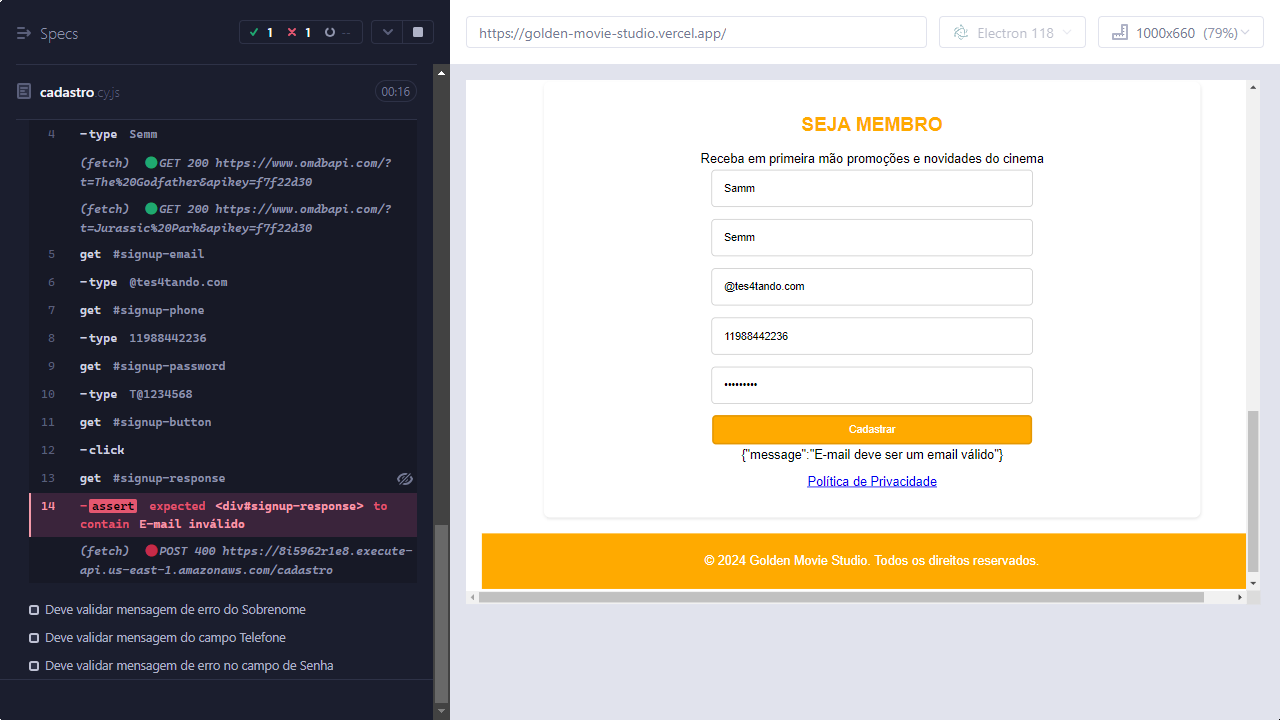 Specs
1
1
--
cadastro.cy.js
00:16
4 -type Semm
(fetch) GET 200 https://www.omdbapi.com/?
t=The%20Godfather&apikey=f7f22d30
(fetch) GET 200 https://www.omdbapi.com/?
t=Jurassic%20Park&apikey=f7f22d30
5 get #signup-email
6 -type @tes4tando.com
7 get #signup-phone
8 -type 11988442236
9 get #signup-password
10 -type T@1234568
11 get #signup-button
12 -click
13 get #signup-response
14 -assert expected <div#signup-response> to
contain E-mail inválido
(fetch) POST 400 https://8i5962r1e8.execute-
api.us-east-1.amazonaws.com/cadastro
Deve validar mensagem de erro do Sobrenome
Deve validar mensagem do campo Telefone
Deve validar mensagem de erro no campo de Senha
https://golden-movie-studio.vercel.app/
Electron 118
1000x660 (79%)
SEJA MEMBRO
Receba em primeira mão promoções e novidades do cinema
Samm
Semm
@tes4tando.com
11988442236
•••••••••
Cadastrar
{"message":"E-mail deve ser um email válido"}
Política de Privacidade
© 2024 Golden Movie Studio. Todos os direitos reservados.